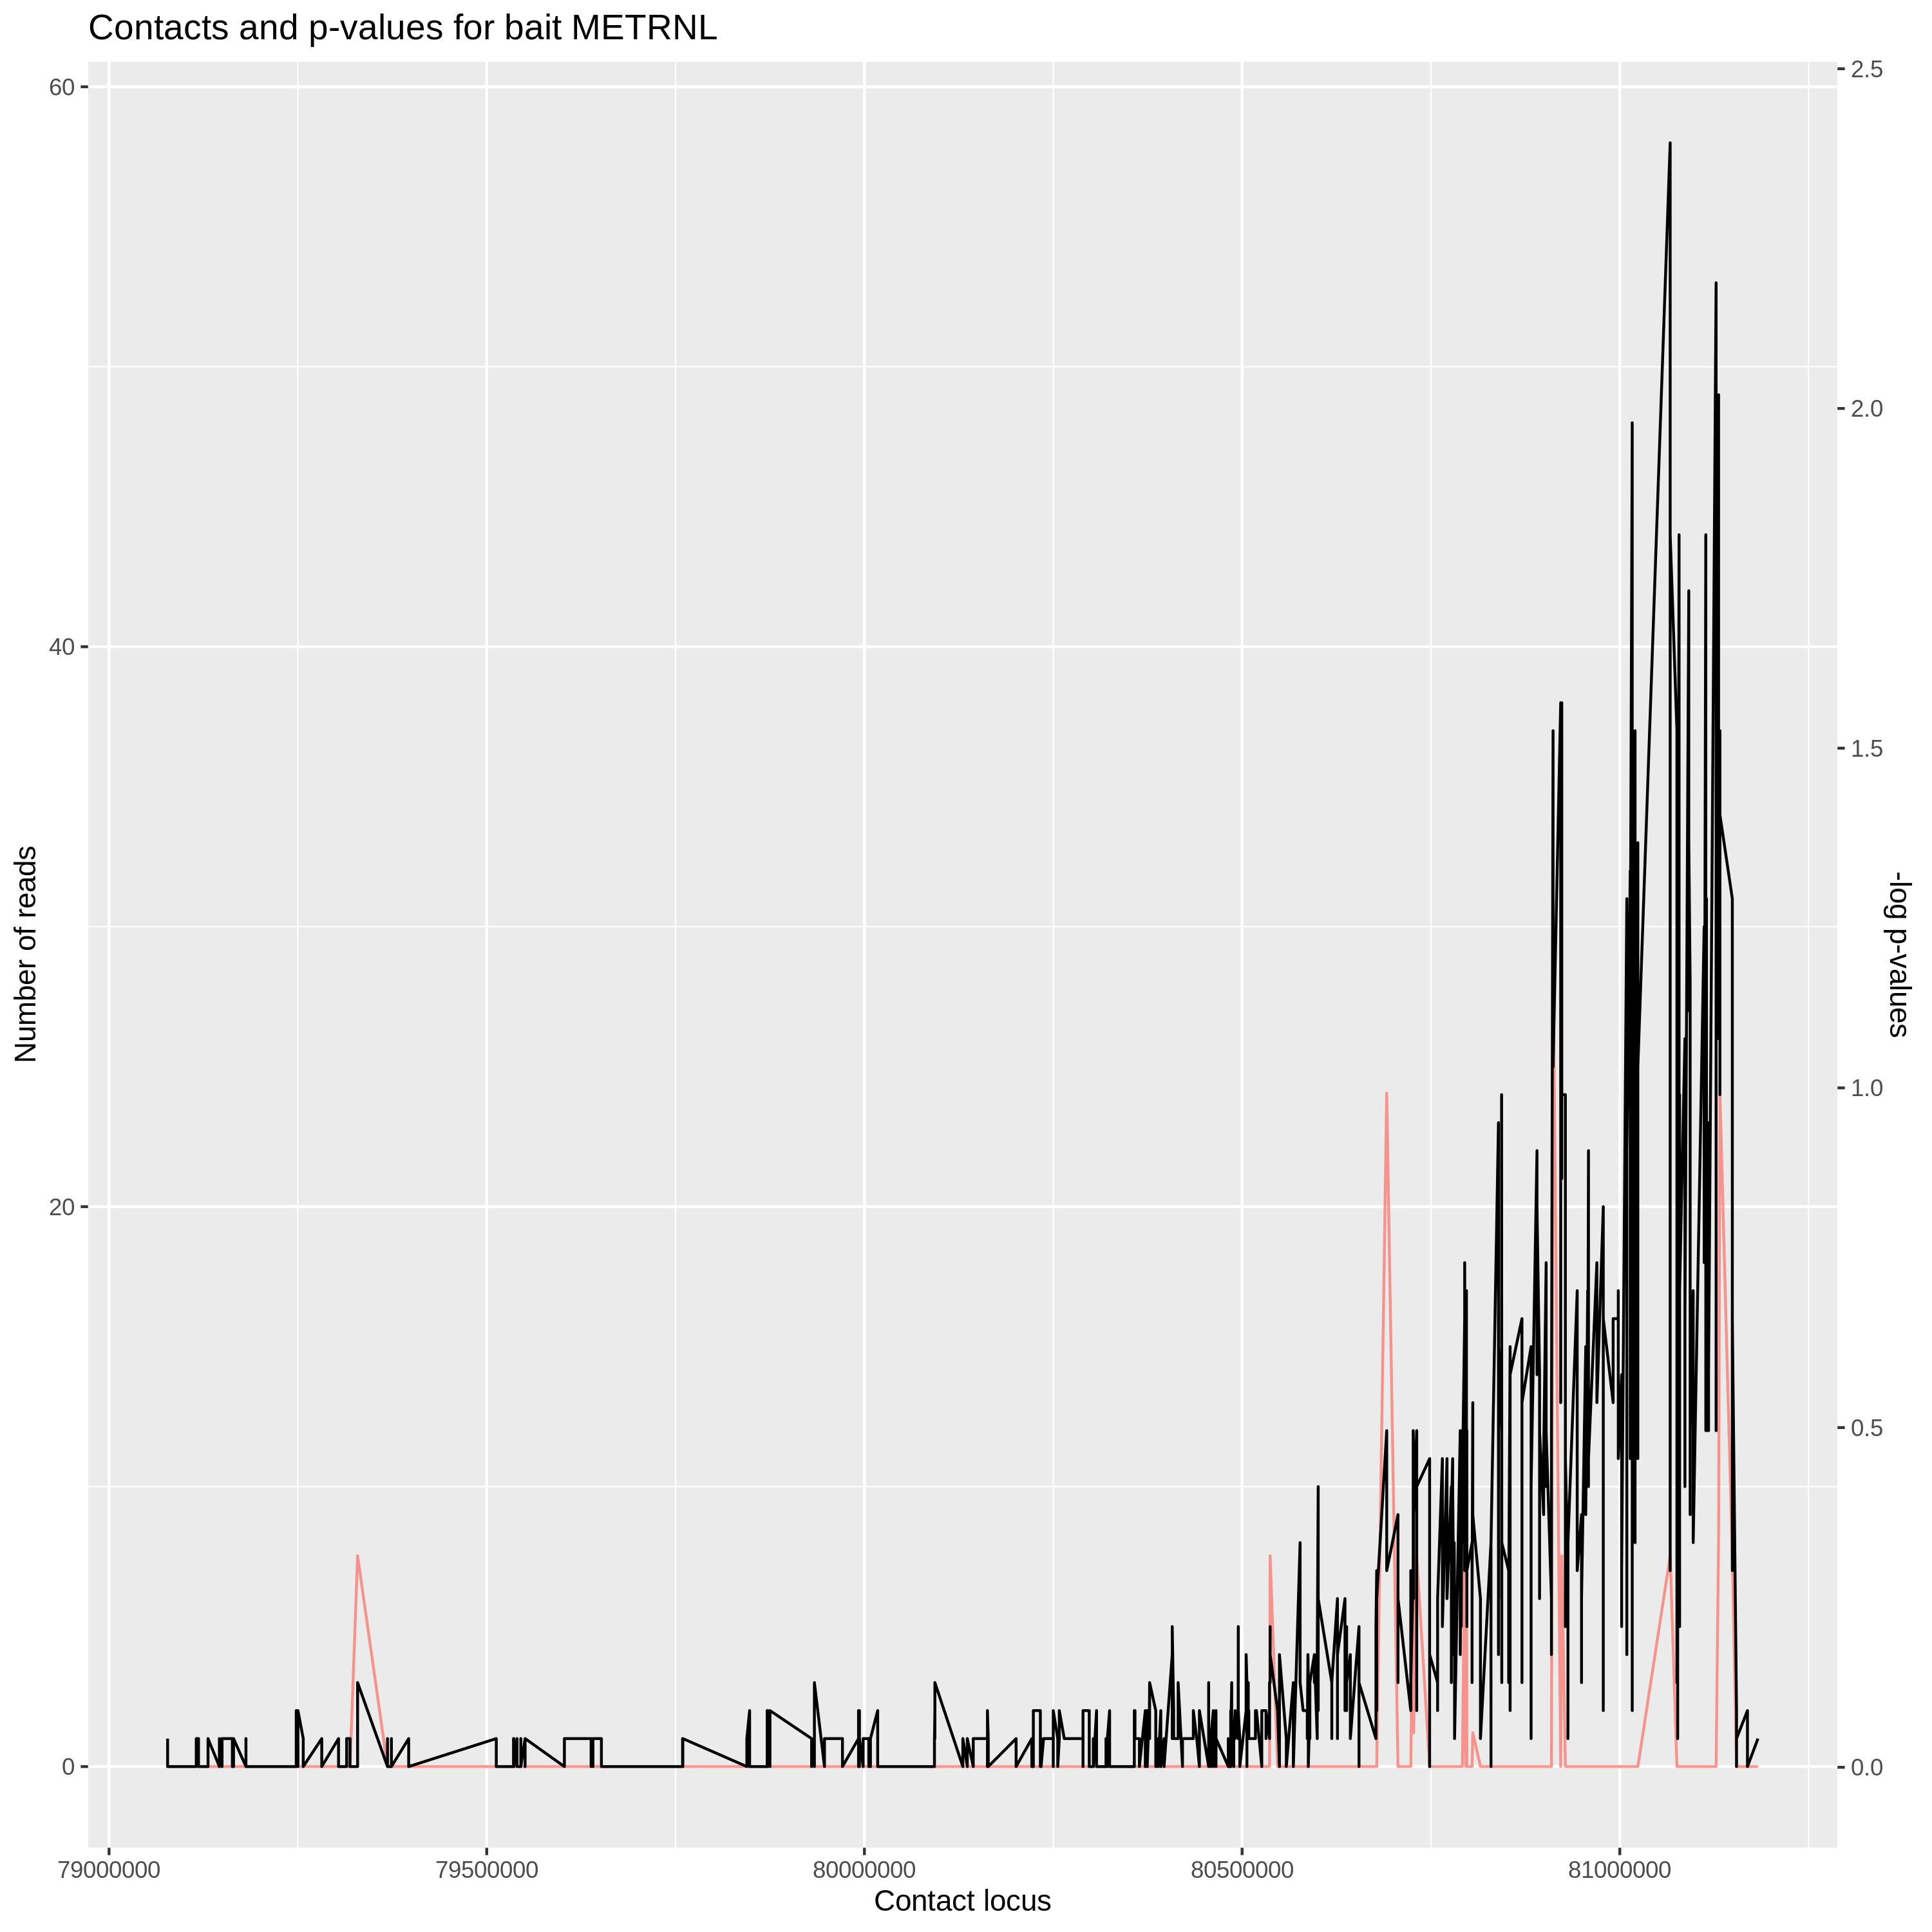 Contacts and p-values for bait METRNL
60
40
20
0
Number of reads
2.5
2.0
1.5
1.0
0.5
0.0
-log p-values
79000000 79500000 80000000 80500000 81000000
Contact locus